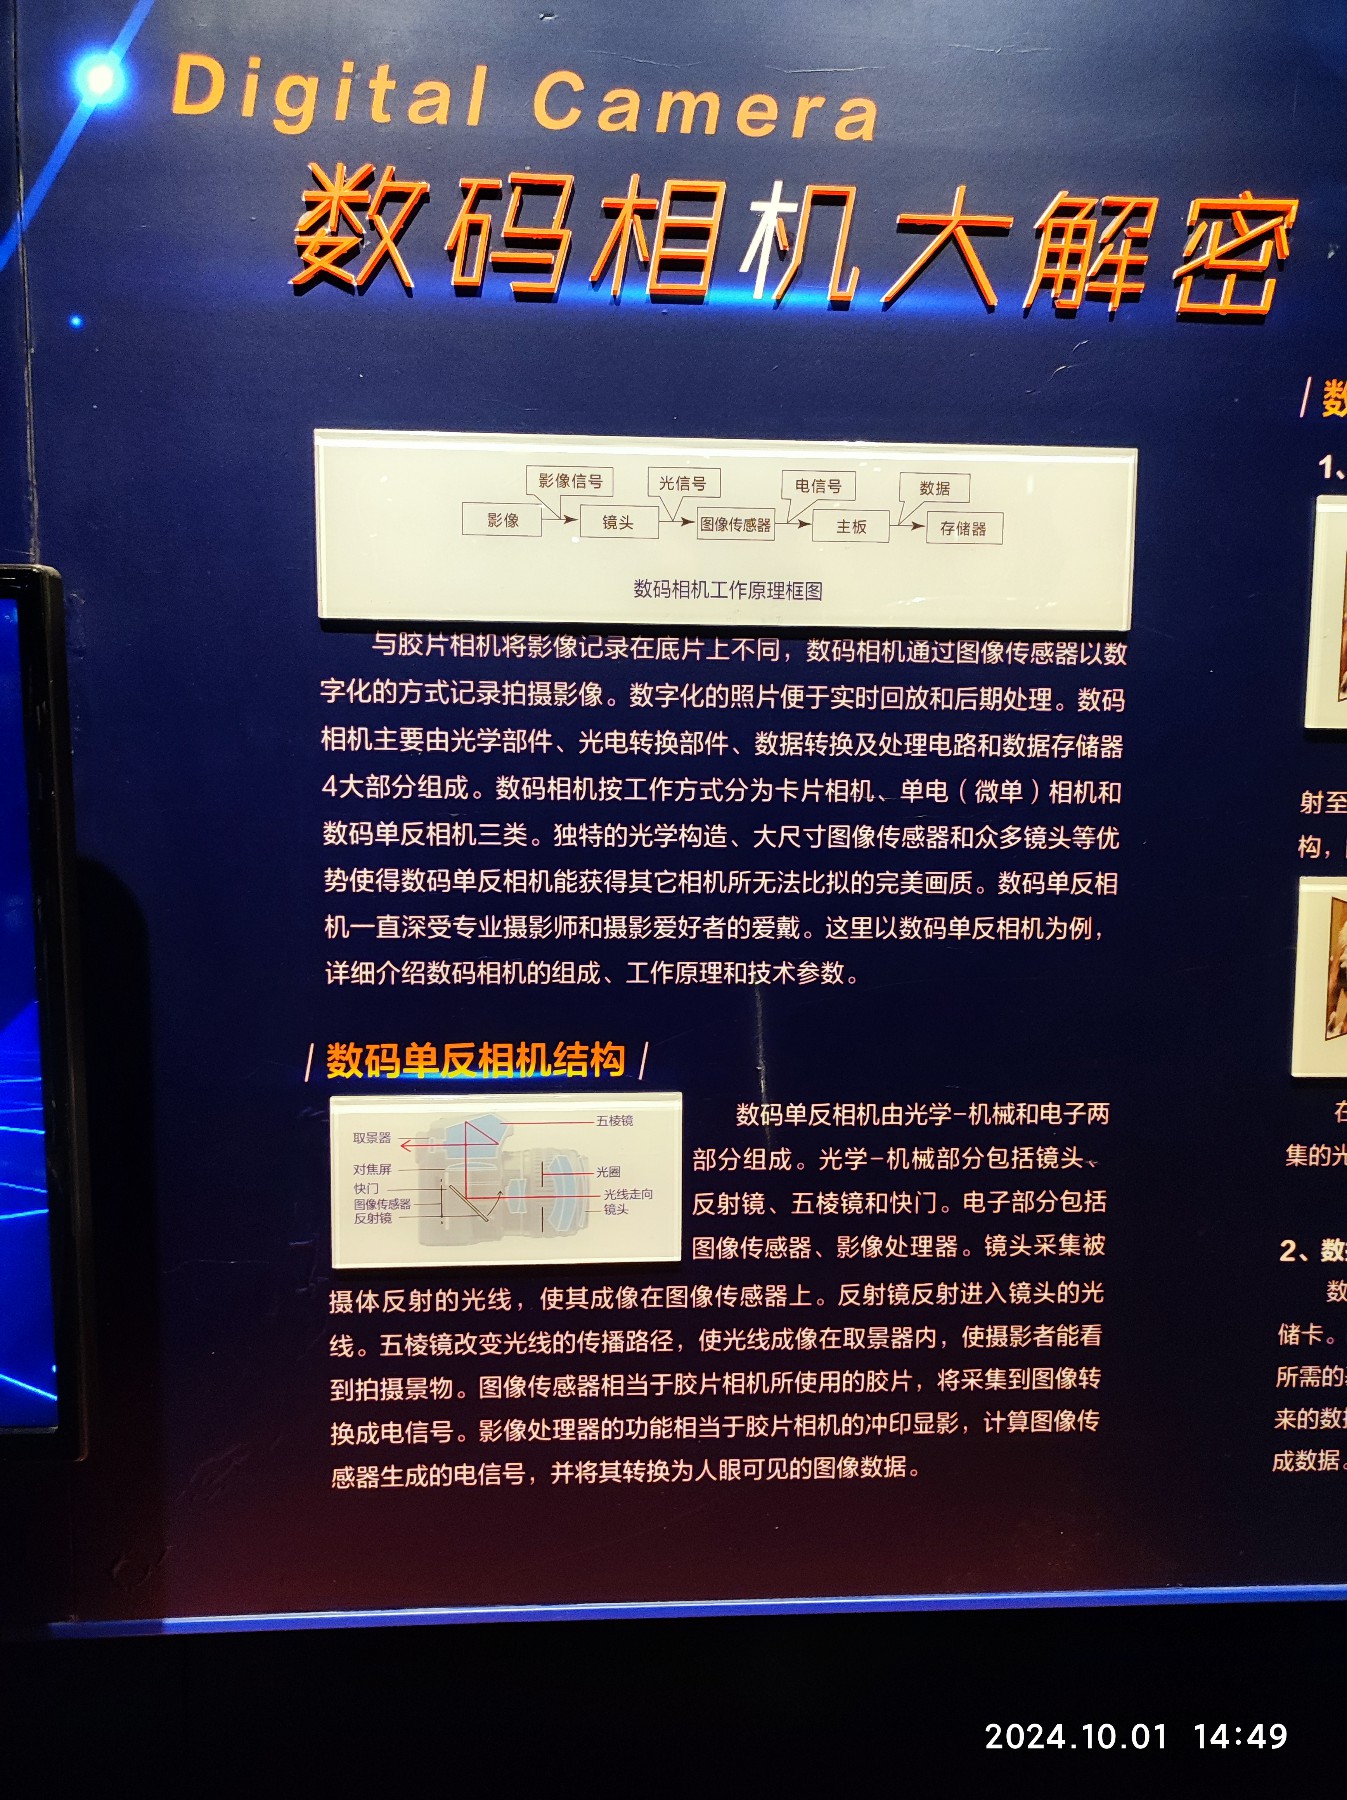 Digital Camera
数码相机大解密
影像信号
光信号
电信号
数据
影像
镜头
图像传感器
主板
存储器
数码相机工作原理框图
与胶片相机将影像记录在底片上不同，数码相机通过图像传感器以数
字化的方式记录拍摄影像。数字化的照片便于实时回放和后期处理。数码
相机主要由光学部件、光电转换部件、数据转换及处理电路和数据存储器
4大部分组成。数码相机按工作方式分为卡片相机、单电（微单）相机和
数码单反相机三类。独特的光学构造、大尺寸图像传感器和众多镜头等优
势使得数码单反相机能获得其它相机所无法比拟的完美画质。数码单反相
机一直深受专业摄影师和摄影爱好者的爱戴。这里以数码单反相机为例，
详细介绍数码相机的组成、工作原理和技术参数。
/ 数码单反相机结构 /
取景器
对焦屏
快门
图像传感器
反射镜
五棱镜
光圈
光线走向
镜头
数码单反相机由光学-机械和电子两
部分组成。光学-机械部分包括镜头、
反射镜、五棱镜和快门。电子部分包括
图像传感器、影像处理器。镜头采集被
摄体反射的光线，使其成像在图像传感器上。反射镜反射进入镜头的光
线。五棱镜改变光线的传播路径，使光线成像在取景器内，使摄影者能看
到拍摄景物。图像传感器相当于胶片相机所使用的胶片，将采集到图像转
换成电信号。影像处理器的功能相当于胶片相机的冲印显影，计算图像传
感器生成的电信号，并将其转换为人眼可见的图像数据。
/ 数
1、
射至
构，
在
集的光
2、数
数
储卡。
所需的
来的数
成数据。
2024.10.01 14:49